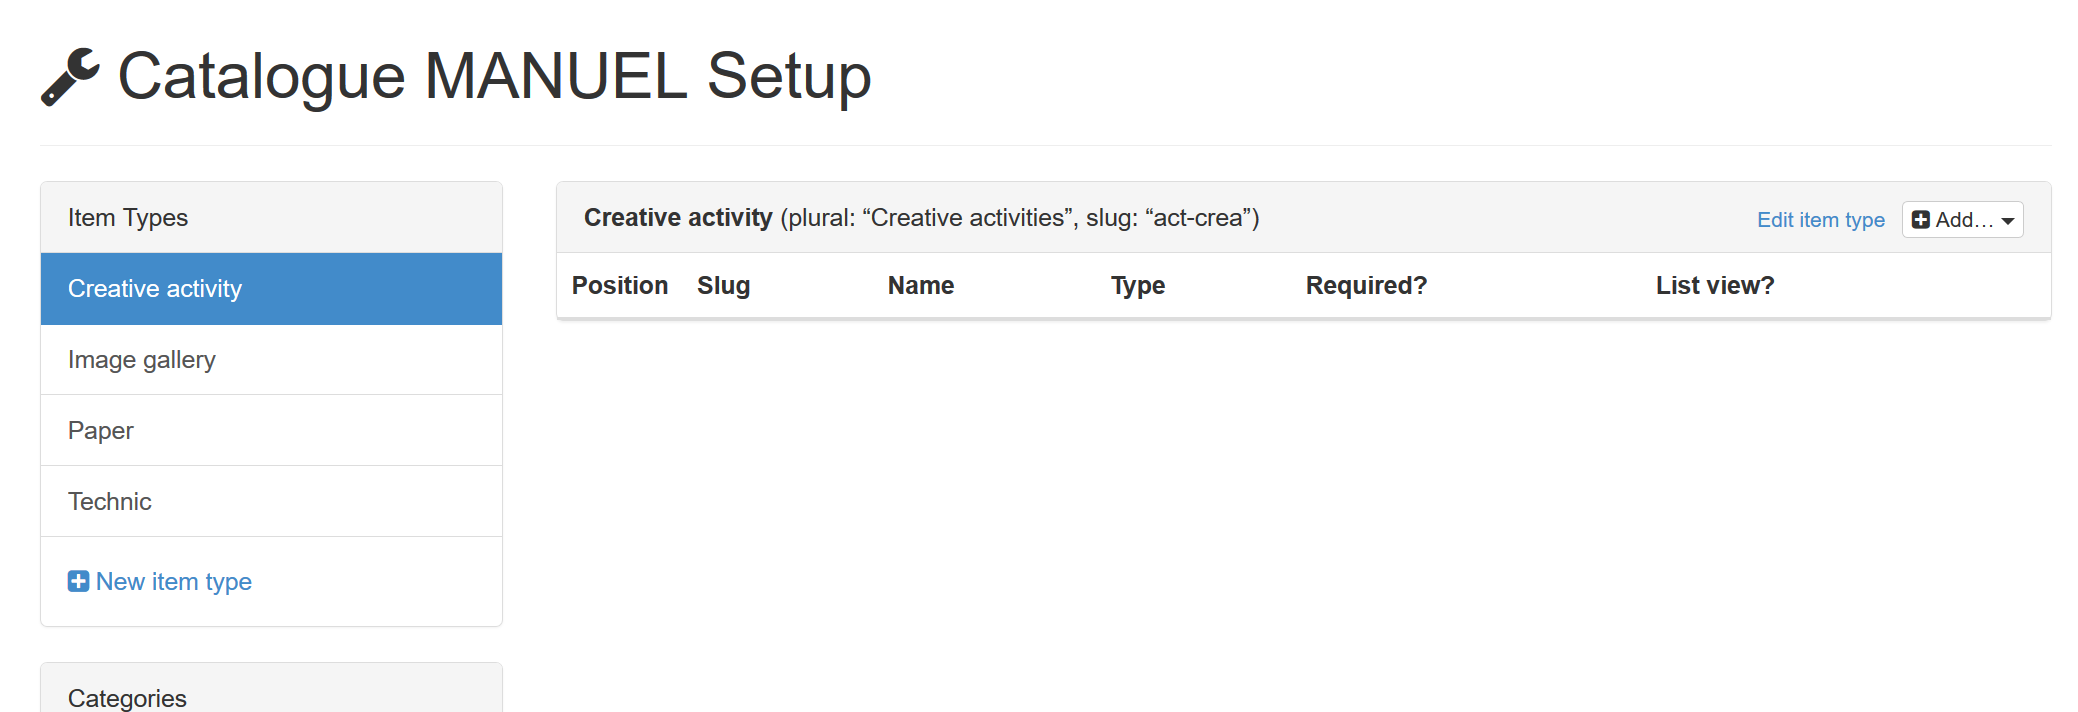 Catalogue MANUEL Setup
Item Types
Creative activity
Image gallery
Paper
Technic
New item type
Categories
Creative activity (plural: “Creative activities”, slug: “act-crea”)
Edit item type
Add...
Position Slug Name Type Required? List view?